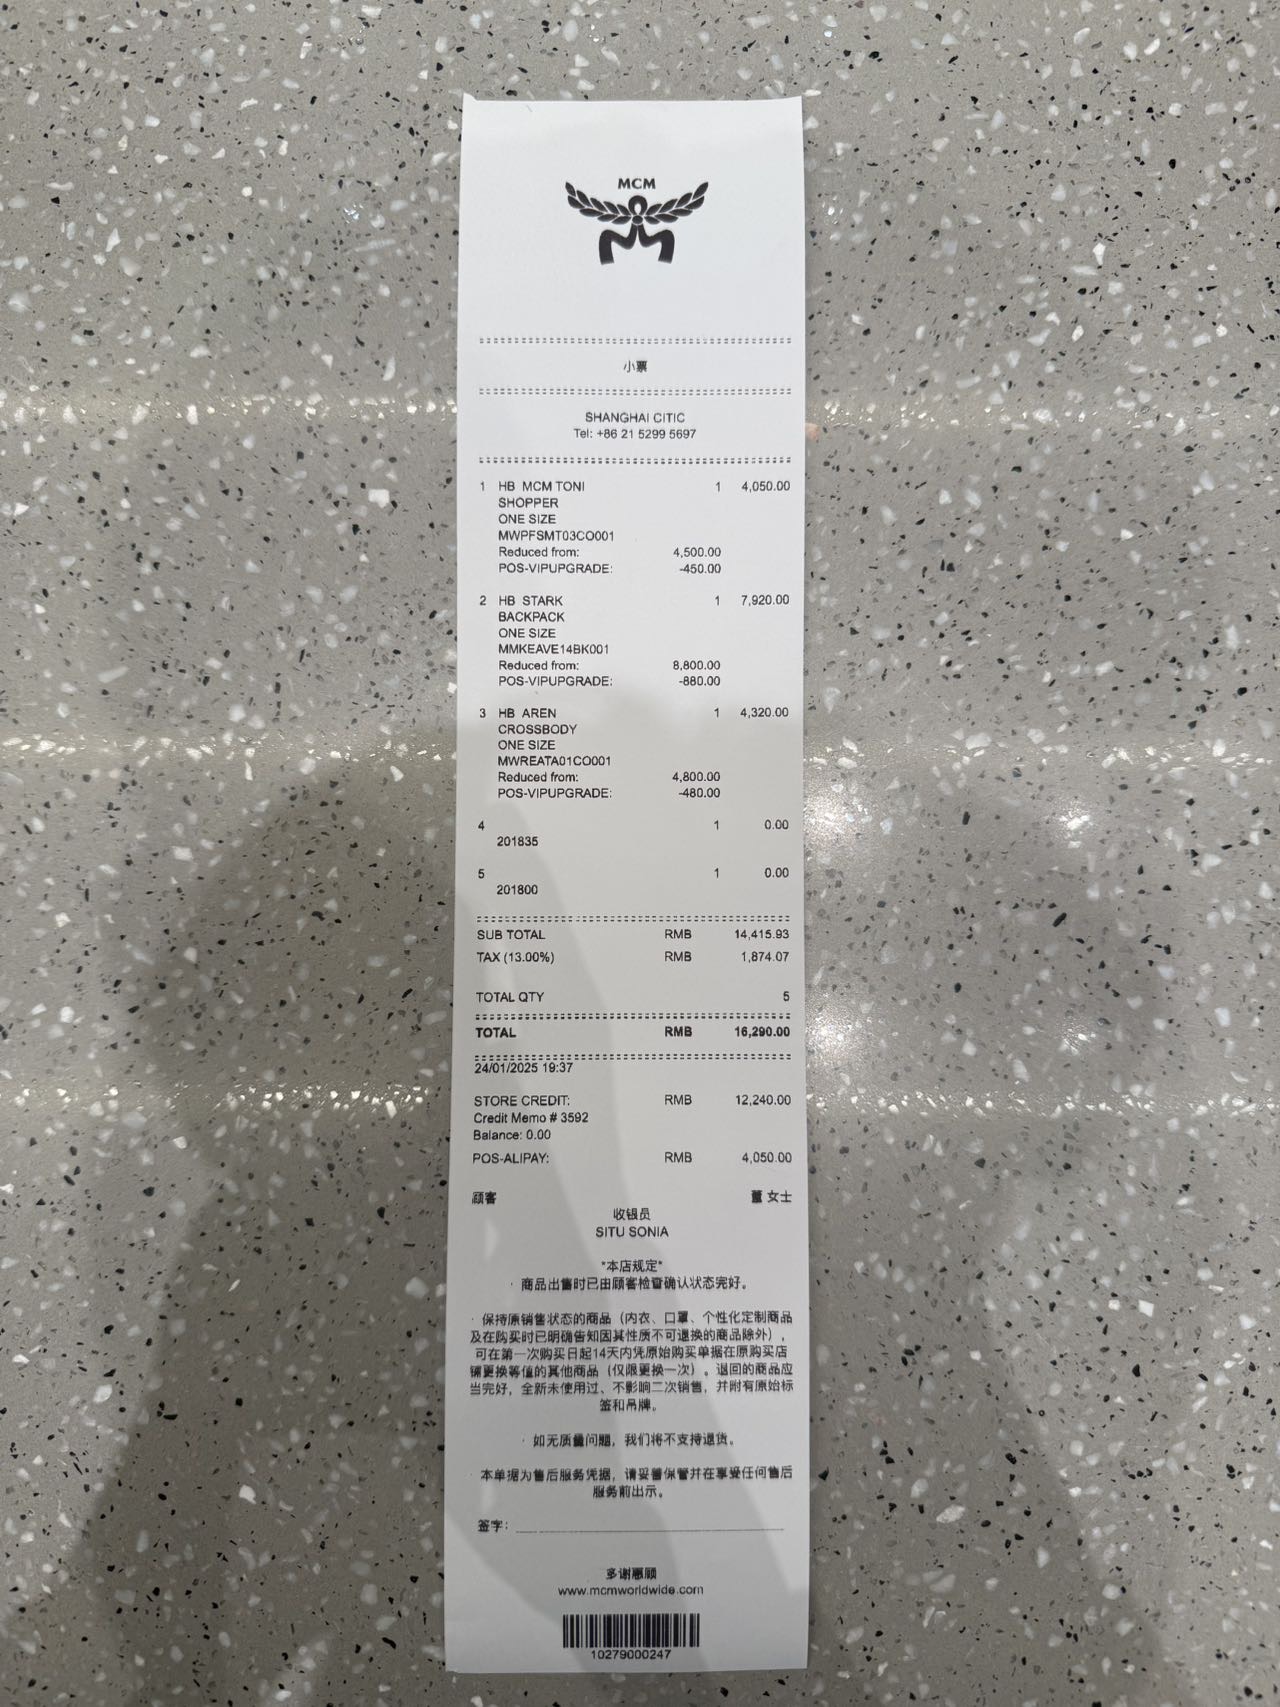 MCM
小票
SHANGHAI CITIC
Tel: +86 21 5299 5697
1 HB MCM TONI 1 4,050.00
SHOPPER
ONE SIZE
MWPFSMT03CO001
Reduced from: 4,500.00
POS-VIPUPGRADE: -450.00
2 HB STARK 1 7,920.00
BACKPACK
ONE SIZE
MMKEAVE14BK001
Reduced from: 8,800.00
POS-VIPUPGRADE: -880.00
3 HB AREN 1 4,320.00
CROSSBODY
ONE SIZE
MWREATA01CO001
Reduced from: 4,800.00
POS-VIPUPGRADE: -480.00
4 1 0.00
201835
5 1 0.00
201800
SUB TOTAL RMB 14,415.93
TAX (13.00%) RMB 1,874.07
TOTAL QTY 5
TOTAL RMB 16,290.00
24/01/2025 19:37
STORE CREDIT: RMB 12,240.00
Credit Memo # 3592
Balance: 0.00
POS-ALIPAY: RMB 4,050.00
顾客 董 女士
收银员
SITU SONIA
*本店规定*
· 商品出售时已由顾客检查确认状态完好。
· 保持原销售状态的商品（内衣、口罩、个性化定制商品
及在购买时已明确告知因其性质不可退换的商品除外），
可在第一次购买日起14天内凭原始购买单据在原购买店
铺更换等值的其他商品（仅限更换一次）。退回的商品应
当完好，全新未使用过、不影响二次销售，并附有原始标
签和吊牌。
· 如无质量问题，我们将不支持退货。
· 本单据为售后服务凭据，请妥善保管并在享受任何售后
服务前出示。
签字：
多谢惠顾
www.mcmworldwide.com
10279000247